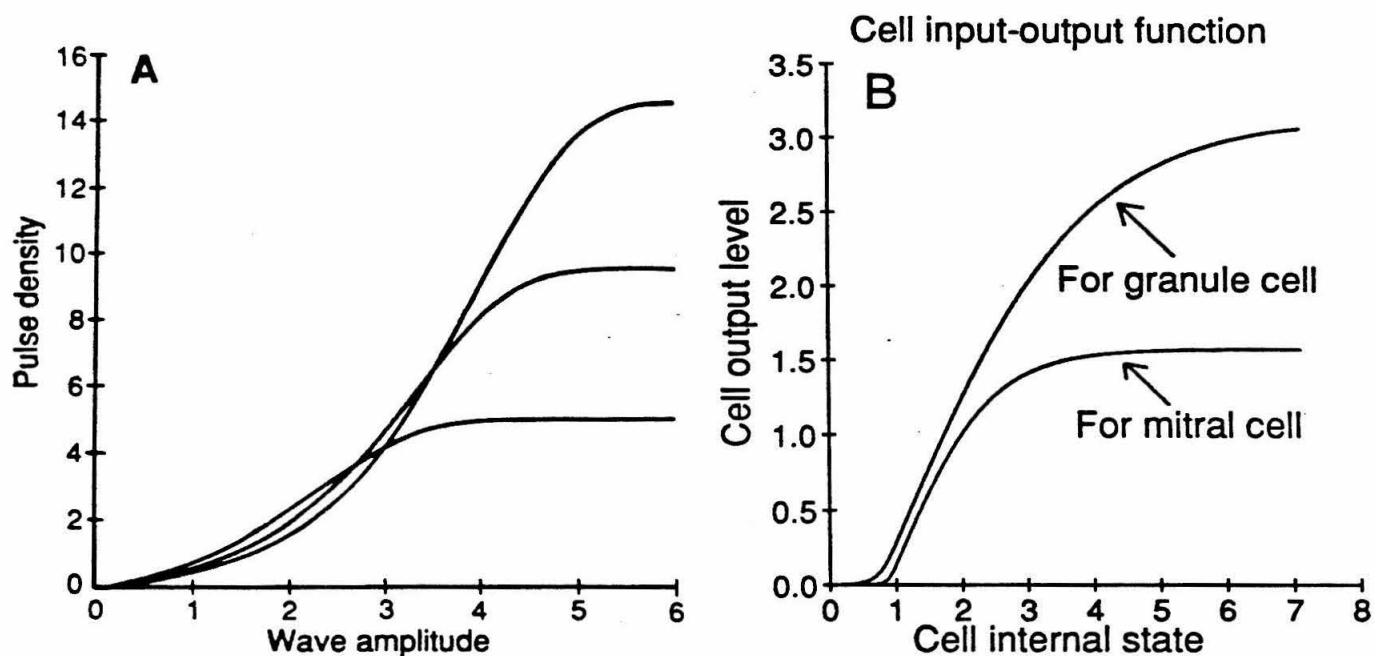 A
16
14
12
10
8
6
4
2
0
Pulse density
0 1 2 3 4 5 6
Wave amplitude
Cell input-output function
B
3.5
3.0
2.5
2.0
1.5
1.0
0.5
0.0
Cell output level
For granule cell
For mitral cell
0 1 2 3 4 5 6 7 8
Cell internal state